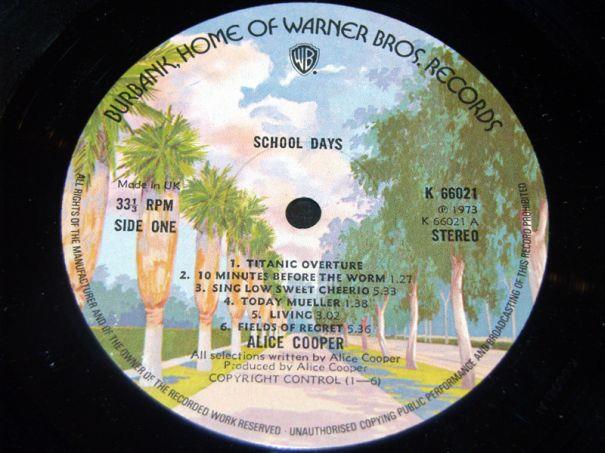 BURBANK, HOME OF WARNER BROS. RECORDS
WB
SCHOOL DAYS
Made in UK
33⅓ RPM
SIDE ONE
K 66021
℗ 1973
K 66021 A
STEREO
1. TITANIC OVERTURE
2. 10 MINUTES BEFORE THE WORM 1.27
3. SING LOW SWEET CHEERIO 5.33
4. TODAY MUELLER 1.38
5. LIVING 3.02
6. FIELDS OF REGRET 5.36
ALICE COOPER
All selections written by Alice Cooper
Produced by Alice Cooper
COPYRIGHT CONTROL (1—6)
ALL RIGHTS OF THE MANUFACTURER AND OF THE OWNER OF THE RECORDED WORK RESERVED · UNAUTHORISED COPYING PUBLIC PERFORMANCE AND BROADCASTING OF THIS RECORD PROHIBITED